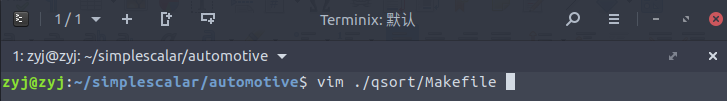 1 / 1
Terminix: 默认
1: zyj@zyj: ~/simplescalar/automotive
zyj@zyj:~/simplescalar/automotive$ vim ./qsort/Makefile